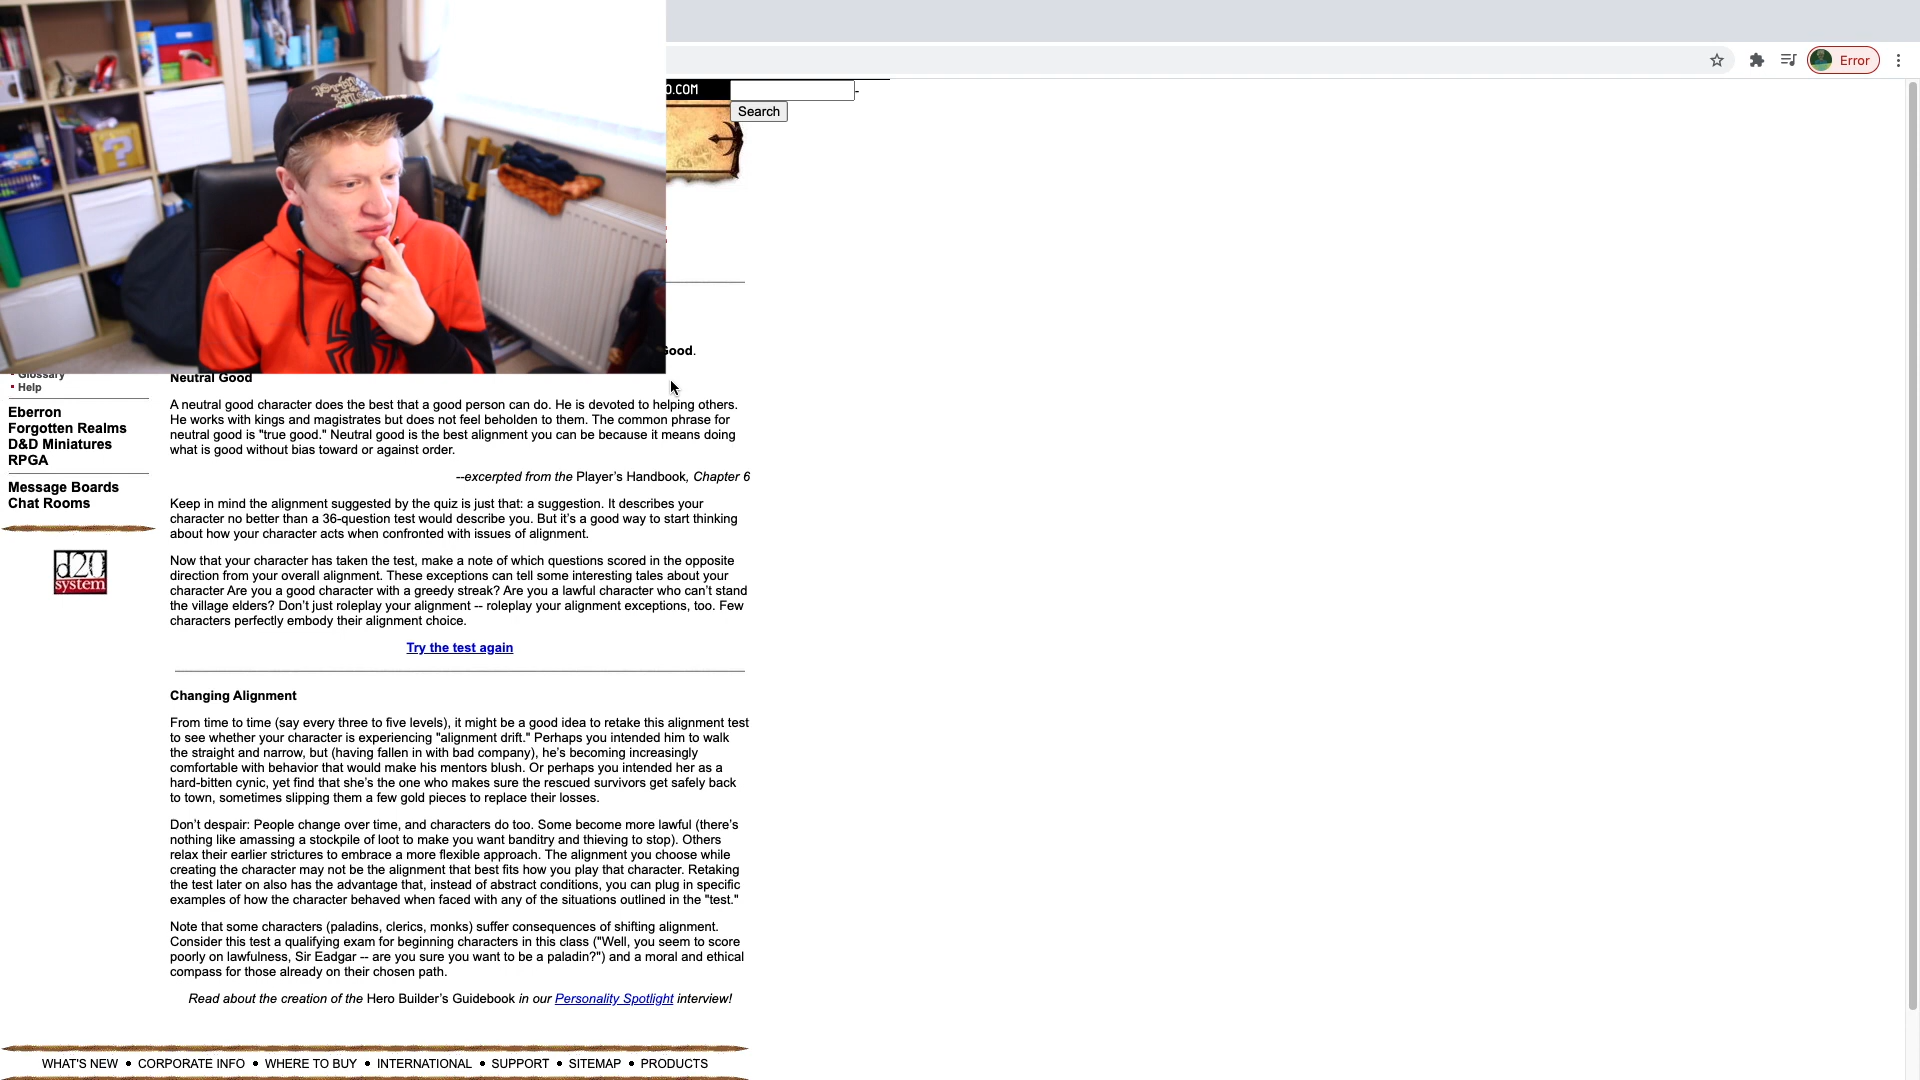 Error
O.COM
Search
Good.
Glossary
Help
Neutral Good
Eberron
Forgotten Realms
D&D Miniatures
RPGA
Message Boards
Chat Rooms
d20
system
A neutral good character does the best that a good person can do. He is devoted to helping others.
He works with kings and magistrates but does not feel beholden to them. The common phrase for
neutral good is "true good." Neutral good is the best alignment you can be because it means doing
what is good without bias toward or against order.
--excerpted from the Player's Handbook, Chapter 6
Keep in mind the alignment suggested by the quiz is just that: a suggestion. It describes your
character no better than a 36-question test would describe you. But it's a good way to start thinking
about how your character acts when confronted with issues of alignment.
Now that your character has taken the test, make a note of which questions scored in the opposite
direction from your overall alignment. These exceptions can tell some interesting tales about your
character Are you a good character with a greedy streak? Are you a lawful character who can't stand
the village elders? Don't just roleplay your alignment -- roleplay your alignment exceptions, too. Few
characters perfectly embody their alignment choice.
Try the test again
Changing Alignment
From time to time (say every three to five levels), it might be a good idea to retake this alignment test
to see whether your character is experiencing "alignment drift." Perhaps you intended him to walk
the straight and narrow, but (having fallen in with bad company), he's becoming increasingly
comfortable with behavior that would make his mentors blush. Or perhaps you intended her as a
hard-bitten cynic, yet find that she's the one who makes sure the rescued survivors get safely back
to town, sometimes slipping them a few gold pieces to replace their losses.
Don't despair: People change over time, and characters do too. Some become more lawful (there's
nothing like amassing a stockpile of loot to make you want banditry and thieving to stop). Others
relax their earlier strictures to embrace a more flexible approach. The alignment you choose while
creating the character may not be the alignment that best fits how you play that character. Retaking
the test later on also has the advantage that, instead of abstract conditions, you can plug in specific
examples of how the character behaved when faced with any of the situations outlined in the "test."
Note that some characters (paladins, clerics, monks) suffer consequences of shifting alignment.
Consider this test a qualifying exam for beginning characters in this class ("Well, you seem to score
poorly on lawfulness, Sir Eadgar -- are you sure you want to be a paladin?") and a moral and ethical
compass for those already on their chosen path.
Read about the creation of the Hero Builder's Guidebook in our Personality Spotlight interview!
WHAT'S NEW • CORPORATE INFO • WHERE TO BUY • INTERNATIONAL • SUPPORT • SITEMAP • PRODUCTS